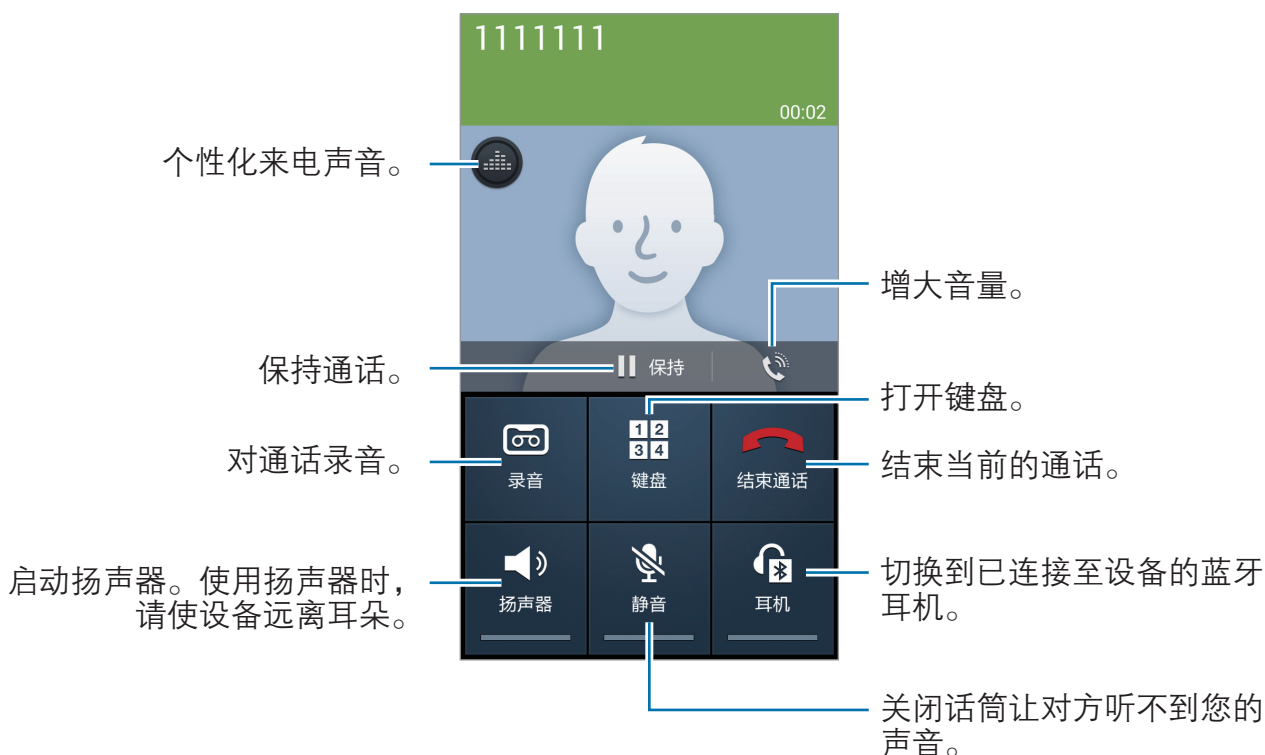 1111111
00:02
个性化来电声音。
增大音量。
保持通话。
保持
打开键盘。
1 2
3 4
对通话录音。
录音
键盘
结束通话
结束当前的通话。
启动扬声器。使用扬声器时，
请使设备远离耳朵。
扬声器
静音
耳机
切换到已连接至设备的蓝牙
耳机。
关闭话筒让对方听不到您的
声音。